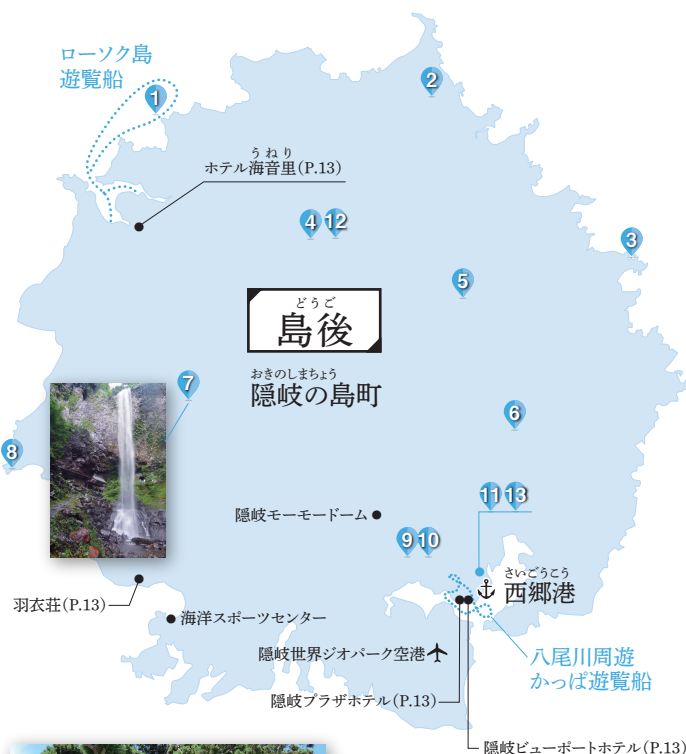 ローソク島
遊覧船
1
2
うねり
ホテル海音里(P.13)
4 12
3
5
どうご
島後
おきのしまちょう
隠岐の島町
7
6
8
11 13
隠岐モーモードーム
9 10
さいごうこう
西郷港
羽衣荘(P.13)
海洋スポーツセンター
隠岐世界ジオパーク空港
八尾川周遊
かっぱ遊覧船
隠岐プラザホテル(P.13)
隠岐ビューポートホテル(P.13)